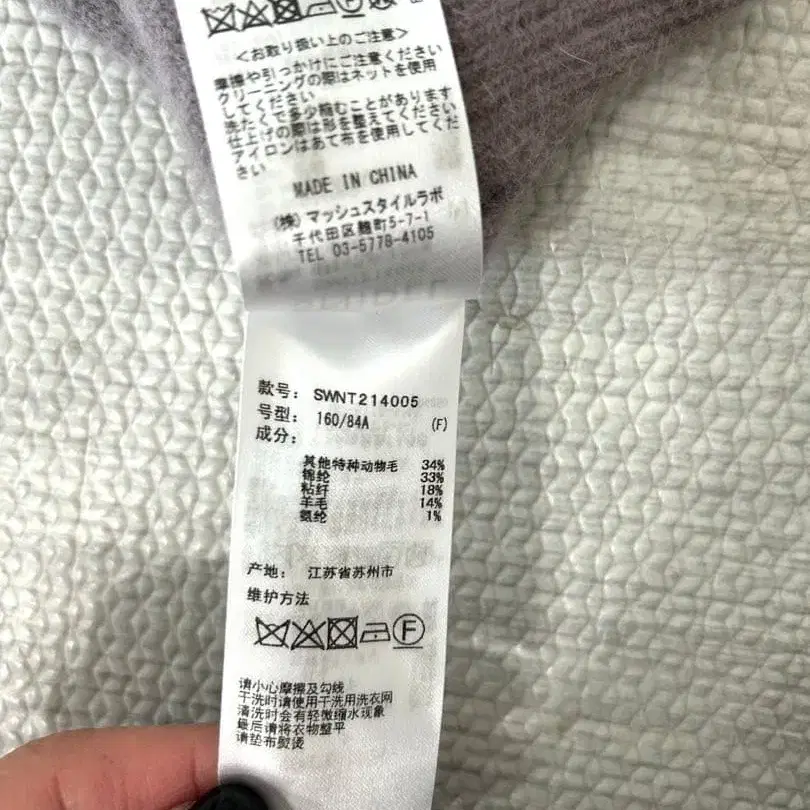 ＜お取り扱い上のご注意＞
摩擦や引っかけにご注意ください
クリーニングの際はネットを使用
してください
洗たくで多少縮むことがあります
仕上げの際は形を整えてください
アイロンはあて布を使用してくだ
さい
MADE IN CHINA
(株)マッシュスタイルラボ
千代田区麹町5-7-1
TEL 03-5778-4105
款号： SWNT214005
号型： 160/84A (F)
成分：
其他特种动物毛 34%
锦纶 33%
粘纤 18%
羊毛 14%
氨纶 1%
产地： 江苏省苏州市
维护方法
F
请小心摩擦及勾线
干洗时请使用干洗用洗衣网
清洗时会有轻微缩水现象
最后请将衣物整平
请垫布熨烫